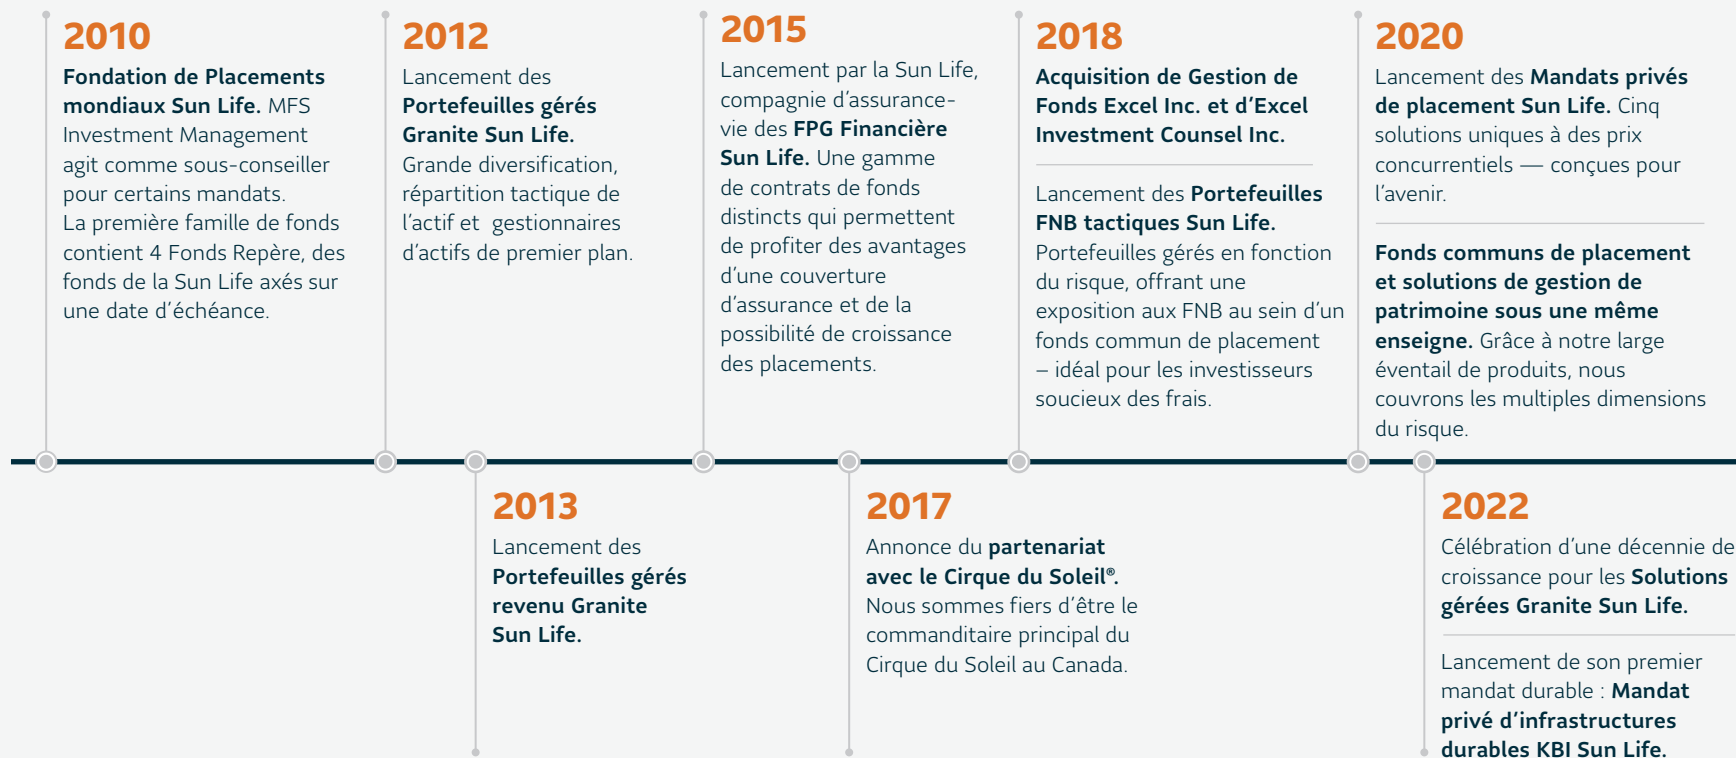 2010
Fondation de Placements
mondiaux Sun Life. MFS
Investment Management
agit comme sous-conseiller
pour certains mandats.
La première famille de fonds
contient 4 Fonds Repère, des
fonds de la Sun Life axés sur
une date d'échéance.
2012
Lancement des
Portefeuilles gérés
Granite Sun Life.
Grande diversification,
répartition tactique de
l'actif et gestionnaires
d'actifs de premier plan.
2015
Lancement par la Sun Life,
compagnie d'assurance-
vie des FPG Financière
Sun Life. Une gamme
de contrats de fonds
distincts qui permettent
de profiter des avantages
d'une couverture
d'assurance et de la
possibilité de croissance
des placements.
2018
Acquisition de Gestion de
Fonds Excel Inc. et d'Excel
Investment Counsel Inc.
Lancement des Portefeuilles
FNB tactiques Sun Life.
Portefeuilles gérés en fonction
du risque, offrant une
exposition aux FNB au sein d'un
fonds commun de placement
– idéal pour les investisseurs
soucieux des frais.
2020
Lancement des Mandats privés
de placement Sun Life. Cinq
solutions uniques à des prix
concurrentiels — conçues pour
l'avenir.
Fonds communs de placement
et solutions de gestion de
patrimoine sous une même
enseigne. Grâce à notre large
éventail de produits, nous
couvrons les multiples dimensions
du risque.
2013
Lancement des
Portefeuilles gérés
revenu Granite
Sun Life.
2017
Annonce du partenariat
avec le Cirque du Soleil®.
Nous sommes fiers d'être le
commanditaire principal du
Cirque du Soleil au Canada.
2022
Célébration d'une décennie de
croissance pour les Solutions
gérées Granite Sun Life.
Lancement de son premier
mandat durable : Mandat
privé d'infrastructures
durables KBI Sun Life.